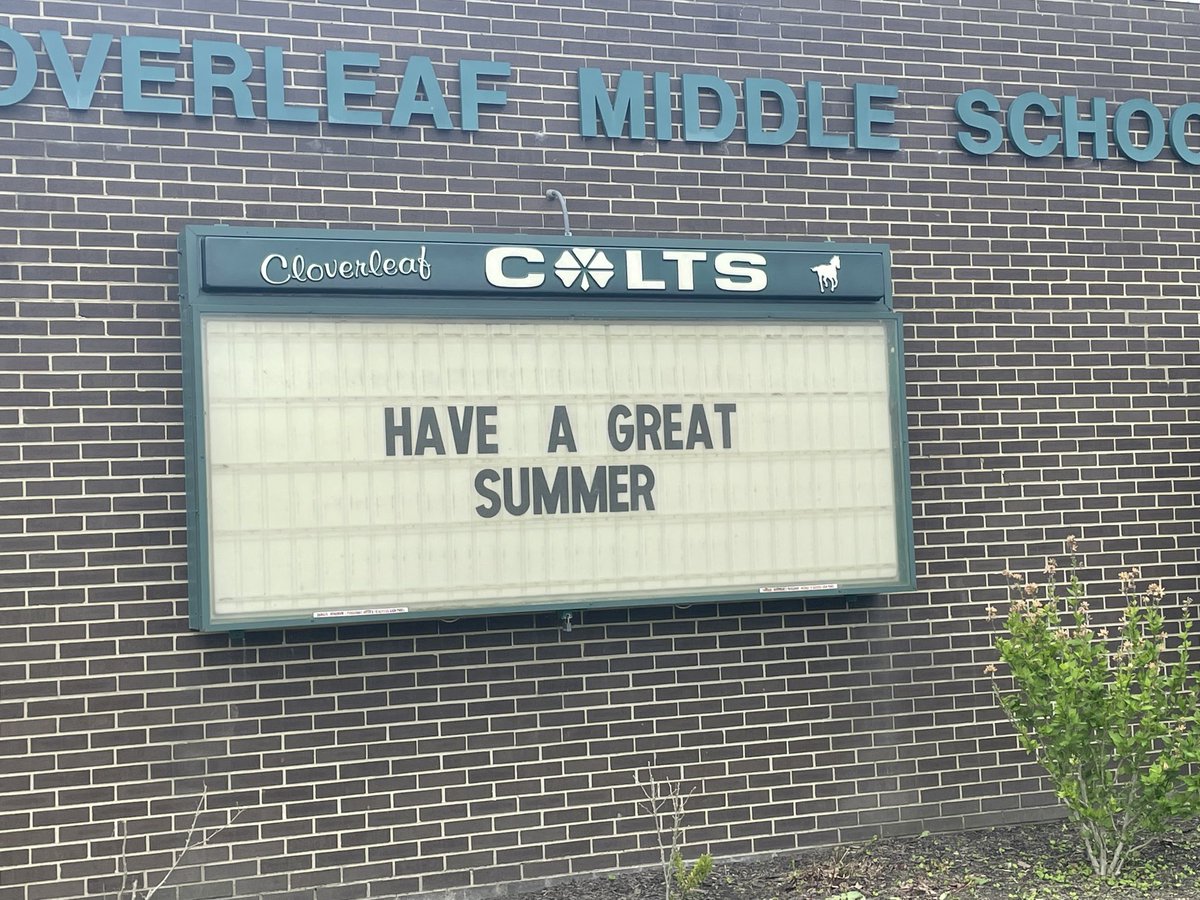 OVERLEAF MIDDLE SCHOO
Cloverleaf COLTS
HAVE A GREAT
SUMMER